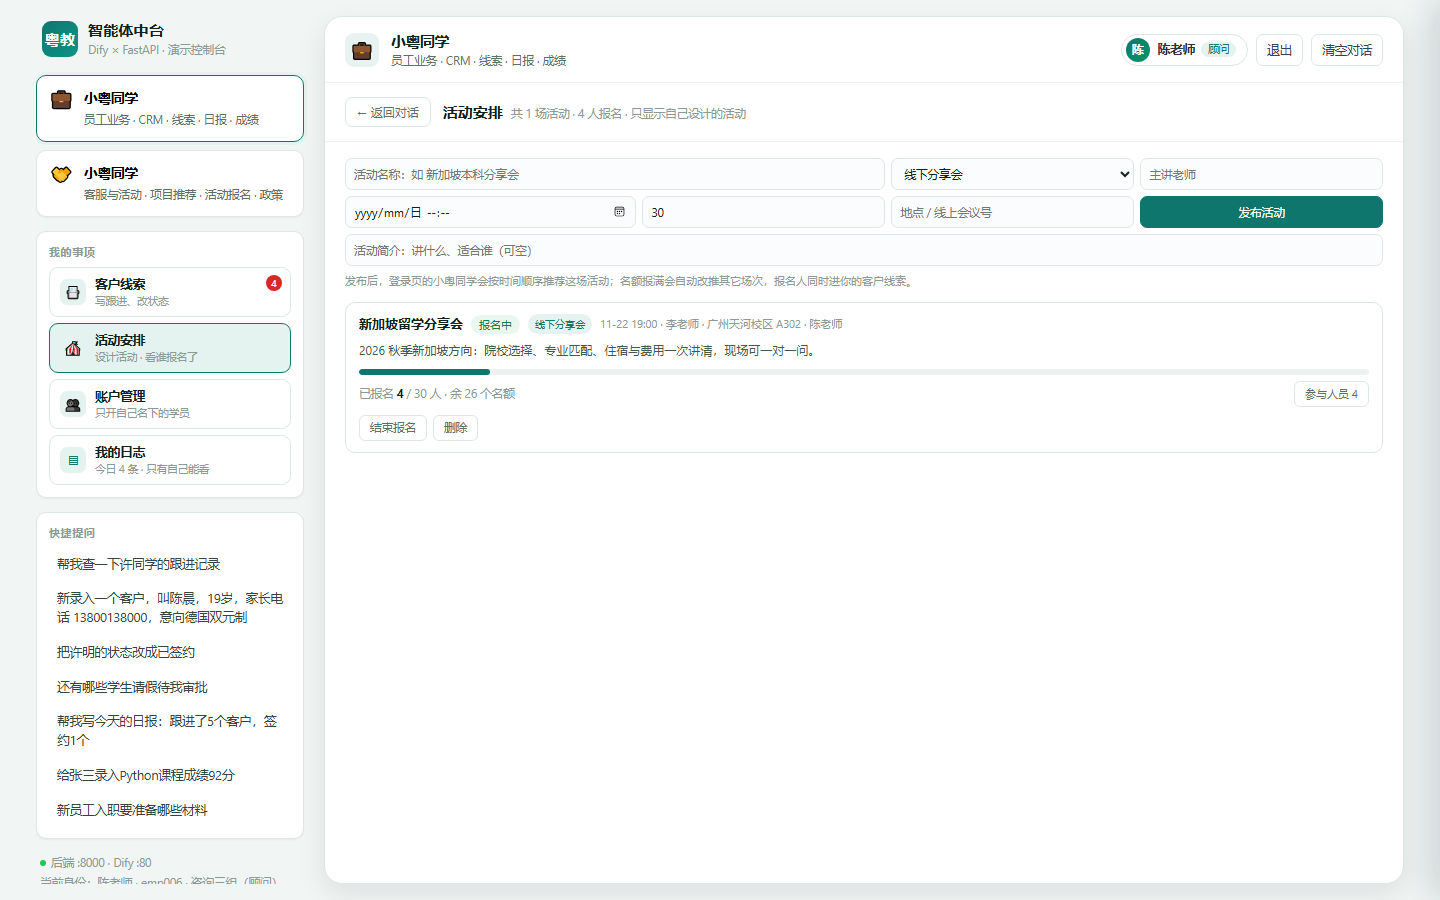 粤教
智能体中台
Dify × FastAPI · 演示控制台
小粤同学
员工业务 · CRM · 线索 · 日报 · 成绩
小粤同学
客服与活动 · 项目推荐 · 活动报名 · 政策
我的事项
客户线索
写跟进、改状态
4
活动安排
设计活动 · 看谁报名了
账户管理
只开自己名下的学员
我的日志
今日 4 条 · 只有自己能看
快捷提问
帮我查一下许同学的跟进记录
新录入一个客户，叫陈晨，19岁，家长电
话 13800138000，意向德国双元制
把许明的状态改成已签约
还有哪些学生请假待我审批
帮我写今天的日报：跟进了5个客户，签
约1个
给张三录入Python课程成绩92分
新员工入职要准备哪些材料
后端 :8000 · Dify :80
当前身份：陈老师 · emp006 · 咨询三组（顾问）
小粤同学
员工业务 · CRM · 线索 · 日报 · 成绩
陈 陈老师 顾问
退出
清空对话
← 返回对话
活动安排 共 1 场活动 · 4 人报名 · 只显示自己设计的活动
活动名称：如 新加坡本科分享会
线下分享会
主讲老师
yyyy/mm/日 --:--
30
地点 / 线上会议号
发布活动
活动简介：讲什么、适合谁（可空）
发布后，登录页的小粤同学会按时间顺序推荐这场活动；名额报满会自动改推其它场次，报名人同时进你的客户线索。
新加坡留学分享会 报名中 线下分享会 11-22 19:00 · 李老师 · 广州天河校区 A302 · 陈老师
2026 秋季新加坡方向：院校选择、专业匹配、住宿与费用一次讲清，现场可一对一问。
已报名 4 / 30 人 · 余 26 个名额
参与人员 4
结束报名
删除